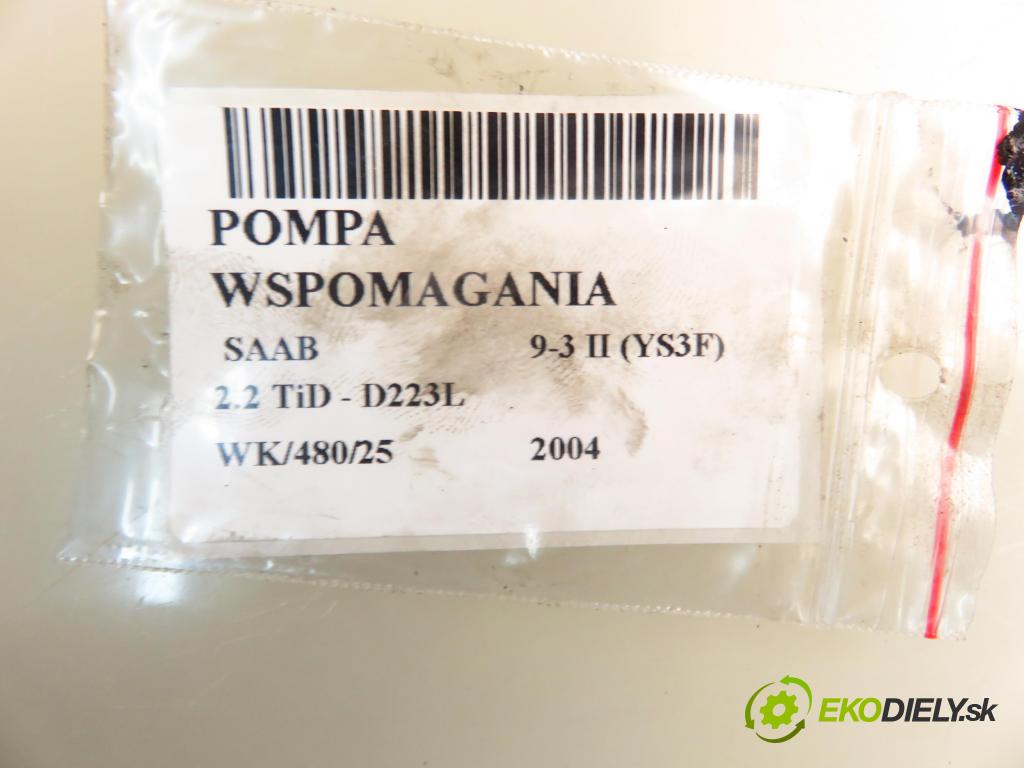 POMPA
WSPOMAGANIA
SAAB 9-3 II (YS3F)
2.2 TiD - D223L
WK/480/25 2004
EKODIELY.sk